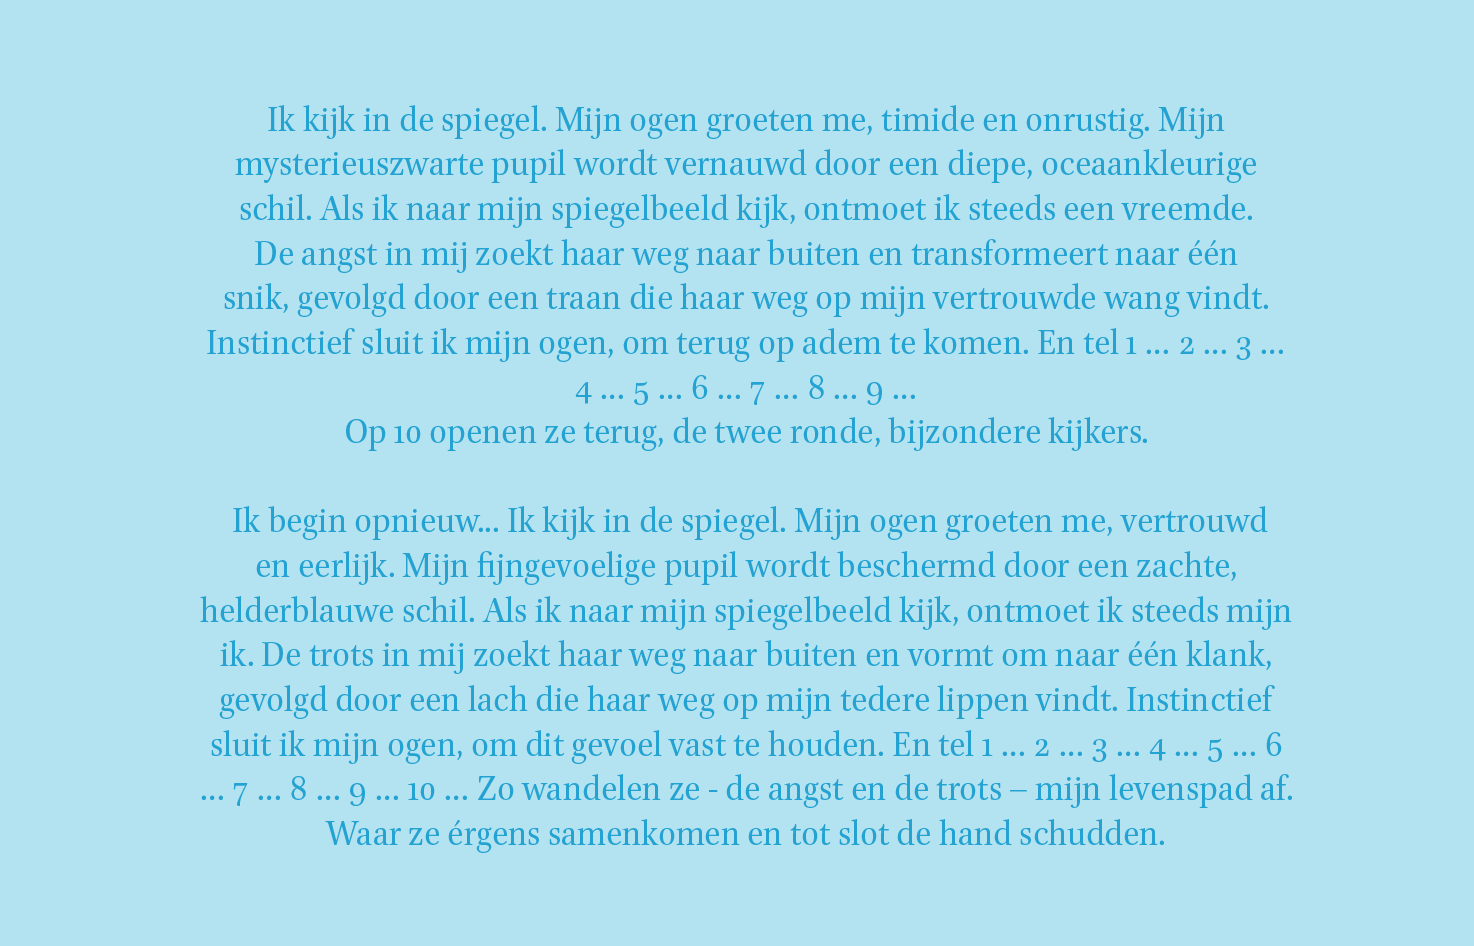 Ik kijk in de spiegel. Mijn ogen groeten me, timide en onrustig. Mijn
mysterieuszwarte pupil wordt vernauwd door een diepe, oceaankleurige
schil. Als ik naar mijn spiegelbeeld kijk, ontmoet ik steeds een vreemde.
De angst in mij zoekt haar weg naar buiten en transformeert naar één
snik, gevolgd door een traan die haar weg op mijn vertrouwde wang vindt.
Instinctief sluit ik mijn ogen, om terug op adem te komen. En tel 1 ... 2 ... 3 ...
4 ... 5 ... 6 ... 7 ... 8 ... 9 ...
Op 10 openen ze terug, de twee ronde, bijzondere kijkers.

Ik begin opnieuw... Ik kijk in de spiegel. Mijn ogen groeten me, vertrouwd
en eerlijk. Mijn fijngevoelige pupil wordt beschermd door een zachte,
helderblauwe schil. Als ik naar mijn spiegelbeeld kijk, ontmoet ik steeds mijn
ik. De trots in mij zoekt haar weg naar buiten en vormt om naar één klank,
gevolgd door een lach die haar weg op mijn tedere lippen vindt. Instinctief
sluit ik mijn ogen, om dit gevoel vast te houden. En tel 1 ... 2 ... 3 ... 4 ... 5 ... 6
... 7 ... 8 ... 9 ... 10 ... Zo wandelen ze - de angst en de trots – mijn levenspad af.
Waar ze érgens samenkomen en tot slot de hand schudden.